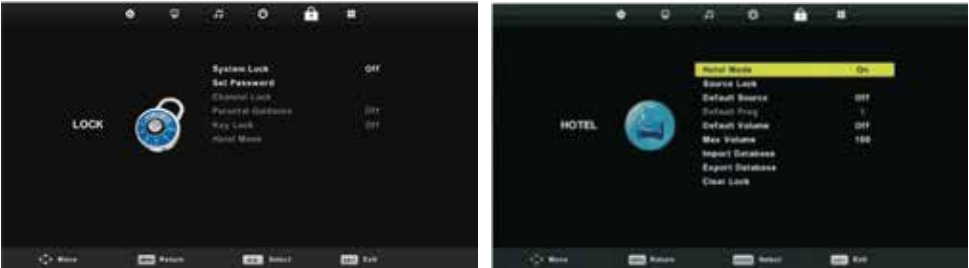 LOCK
System Lock Off
Set Password
Channel Lock
Parental Guidance Off
Key Lock Off
Hotel Menu
Move Return Select Exit
HOTEL
Hotel Mode On
Source Lock
Default Source Off
Default Prog 1
Default Volume Off
Max Volume 100
Import Database
Export Database
Clear Lock
Move Return Select Exit